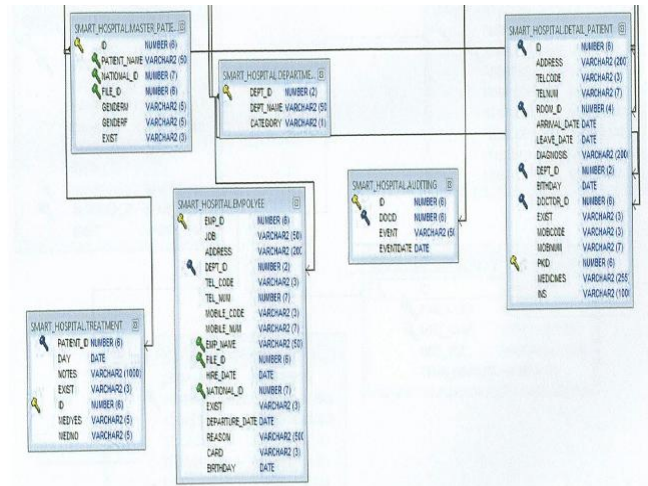 SMART_HOSPITAL.MASTER_PATIE...
ID NUMBER (6)
PATIENT_NAME VARCHAR2 (50
NATIONAL_ID NUMBER (7)
FILE_ID NUMBER (6)
GENDERM VARCHAR2 (5)
GENDERF VARCHAR2 (5)
EXIST VARCHAR2 (3)
SMART_HOSPITAL.DEPARTME...
DEPT_ID NUMBER (2)
DEPT_NAME VARCHAR2 (50
CATEGORY VARCHAR2 (1)
SMART_HOSPITAL.DETAIL_PATIENT
ID NUMBER (6)
ADDRESS VARCHAR2 (200
TELCODE VARCHAR2 (3)
TELNUM VARCHAR2 (7)
ROOM_ID NUMBER (4)
ARRIVAL_DATE DATE
LEAVE_DATE DATE
DIAGNOSIS VARCHAR2 (200
DEPT_ID NUMBER (2)
BITHDAY DATE
DOCTOR_ID NUMBER (6)
EXIST VARCHAR2 (3)
MOBCODE VARCHAR2 (3)
MOBNUM VARCHAR2 (7)
PKID NUMBER (6)
MEDICINES VARCHAR2 (255
INS VARCHAR2 (1000
SMART_HOSPITAL.AUDITING
ID NUMBER (6)
DOCID NUMBER (6)
EVENT VARCHAR2 (50
EVENTDATE DATE
SMART_HOSPITAL.EMPOLYEE
EMP_ID NUMBER (6)
JOB VARCHAR2 (50)
ADDRESS VARCHAR2 (200
DEPT_ID NUMBER (2)
TEL_CODE VARCHAR2 (3)
TEL_NUM NUMBER (7)
MOBILE_CODE VARCHAR2 (3)
MOBILE_NUM VARCHAR2 (7)
EMP_NAME VARCHAR2 (50)
FILE_ID NUMBER (6)
HIRE_DATE DATE
NATIONAL_ID NUMBER (7)
EXIST VARCHAR2 (3)
DEPARTURE_DATE DATE
REASON VARCHAR2 (500
CARD VARCHAR2 (3)
BIRTHDAY DATE
SMART_HOSPITAL.TREATMENT
PATIENT_ID NUMBER (6)
DAY DATE
NOTES VARCHAR2 (1000)
EXIST VARCHAR2 (3)
ID NUMBER (6)
MEDYES VARCHAR2 (5)
MEDNO VARCHAR2 (5)